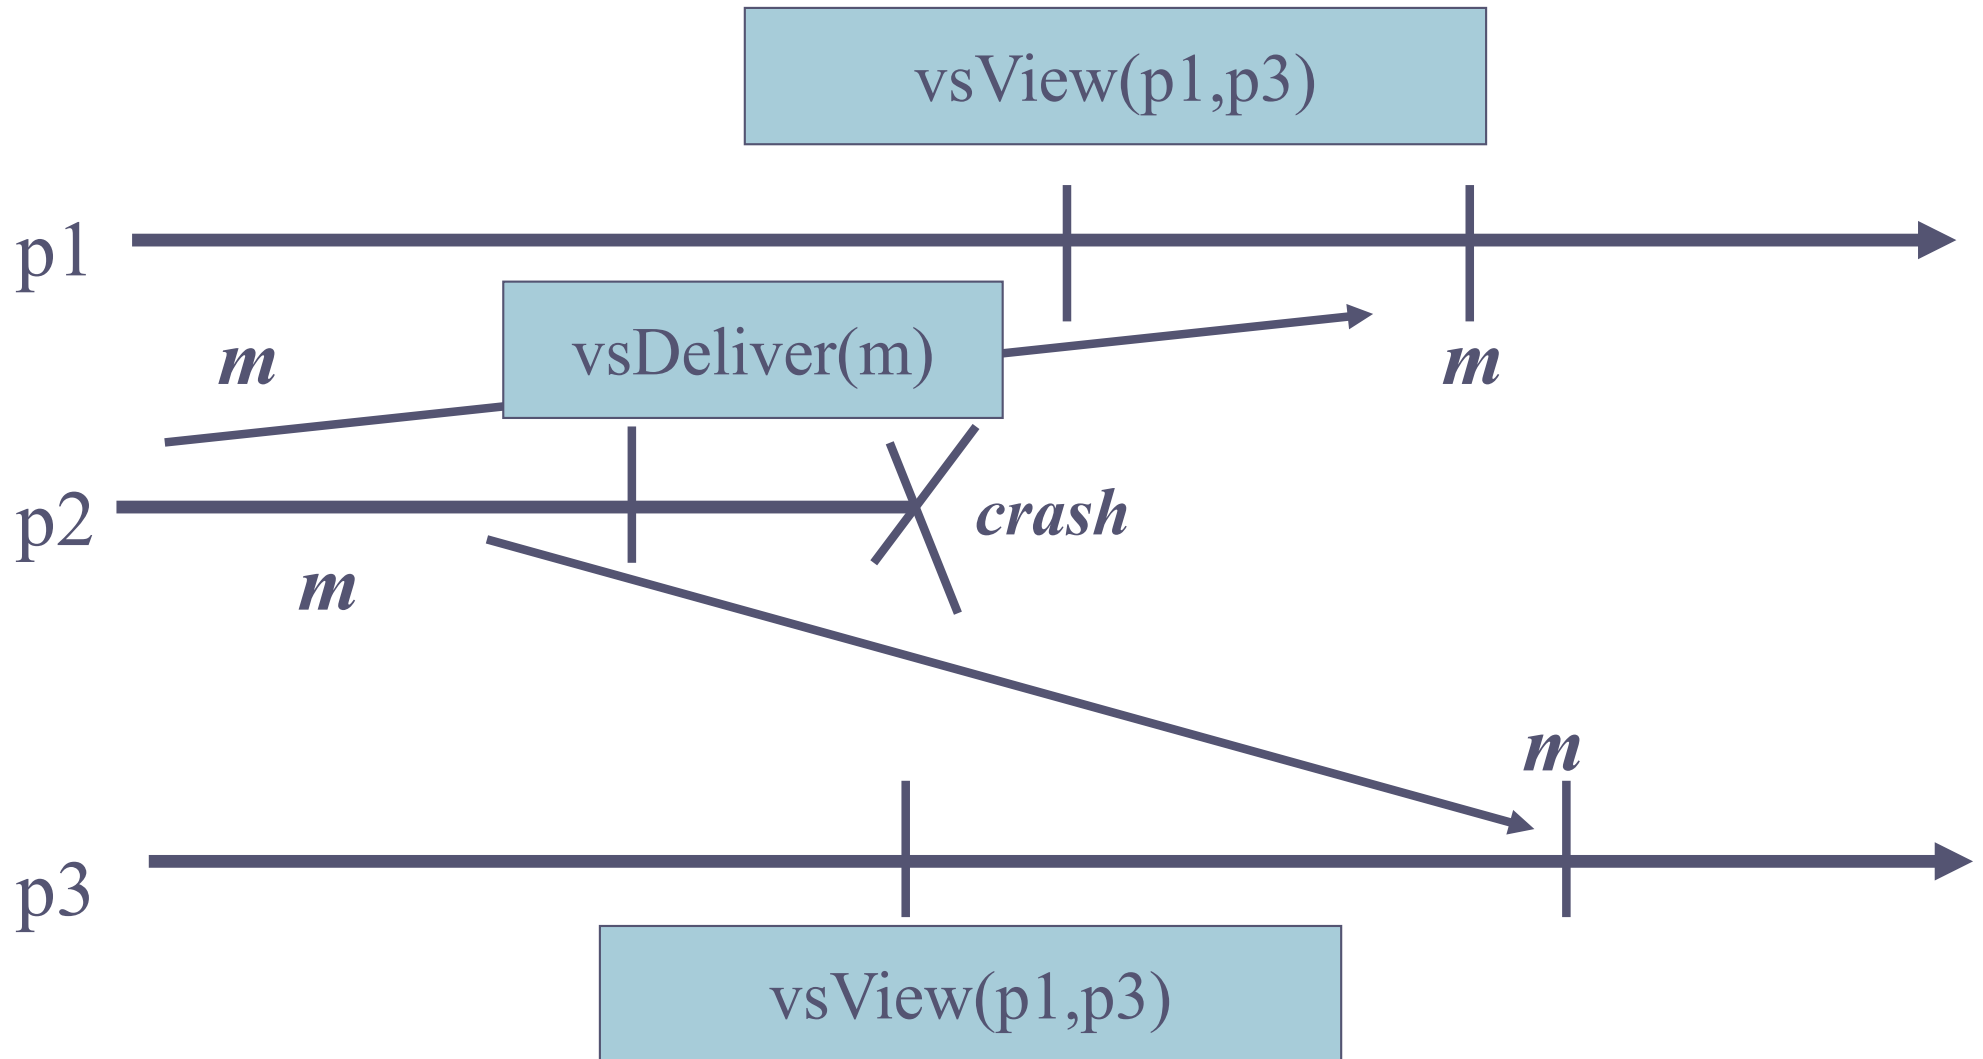 vsView(p1,p3)
p1
vsDeliver(m)
m
m
p2
crash
m
m
p3
vsView(p1,p3)